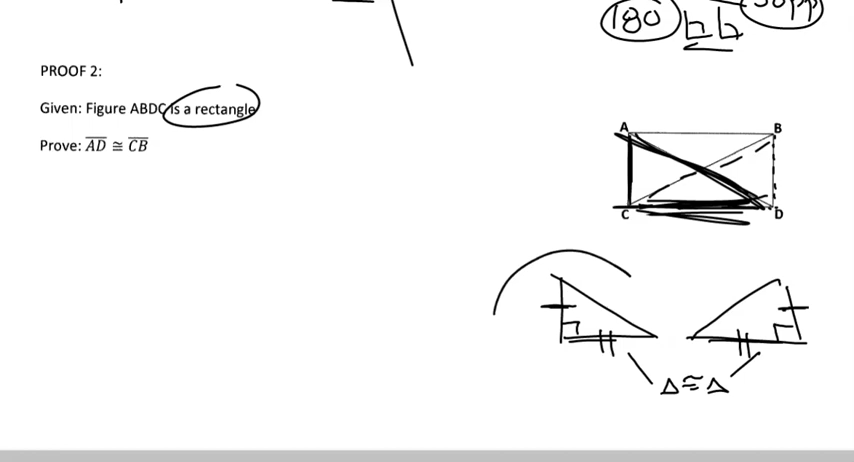 180
PROOF 2:
Given: Figure ABDC is a rectangle
Prove: AD ≅ CB
A B
C D
Δ ≅ Δ